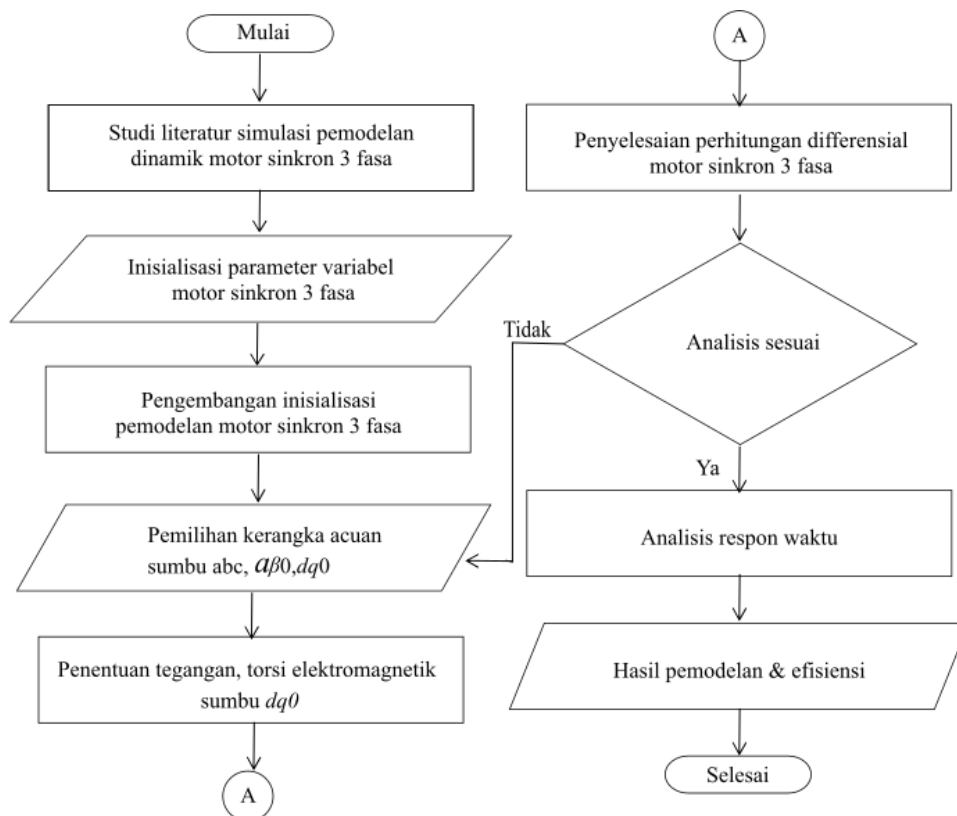 Mulai
Studi literatur simulasi pemodelan
dinamik motor sinkron 3 fasa
Inisialisasi parameter variabel
motor sinkron 3 fasa
Pengembangan inisialisasi
pemodelan motor sinkron 3 fasa
Pemilihan kerangka acuan
sumbu abc, aβ0,dq0
Penentuan tegangan, torsi elektromagnetik
sumbu dq0
A
A
Penyelesaian perhitungan differensial
motor sinkron 3 fasa
Analisis sesuai
Tidak
Ya
Analisis respon waktu
Hasil pemodelan & efisiensi
Selesai